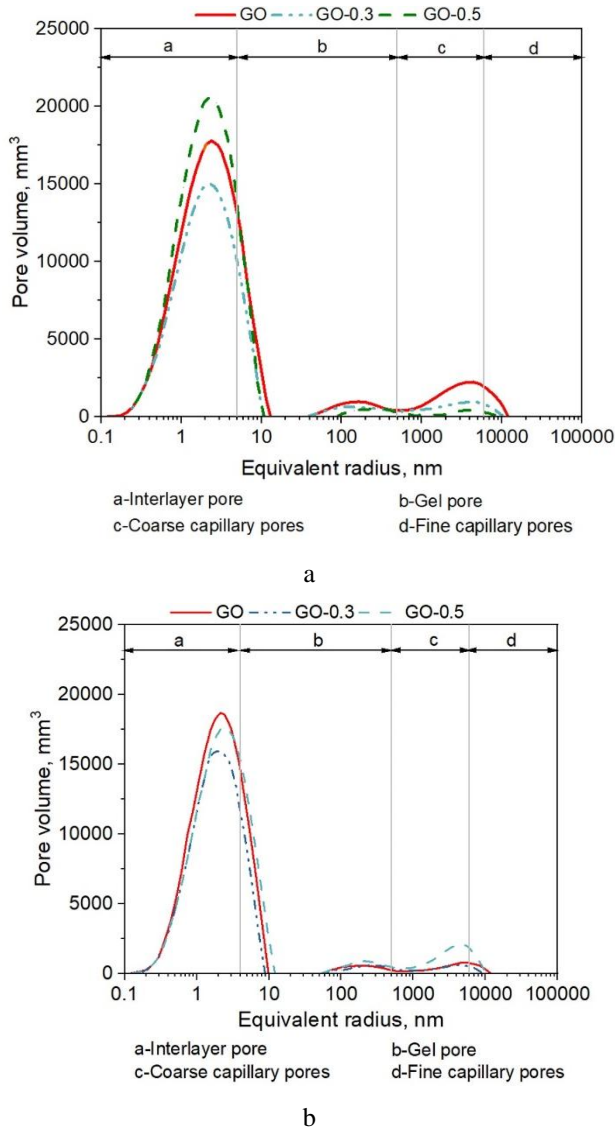 GO GO-0.3 GO-0.5
25000
a b c d
20000
15000
10000
5000
0
Pore volume, mm³
0.1 1 10 100 1000 10000 100000
Equivalent radius, nm
a-Interlayer pore b-Gel pore
c-Coarse capillary pores d-Fine capillary pores
a
GO GO-0.3 GO-0.5
25000
a b c d
20000
15000
10000
5000
0
Pore volume, mm³
0.1 1 10 100 1000 10000 100000
Equivalent radius, nm
a-Interlayer pore b-Gel pore
c-Coarse capillary pores d-Fine capillary pores
b